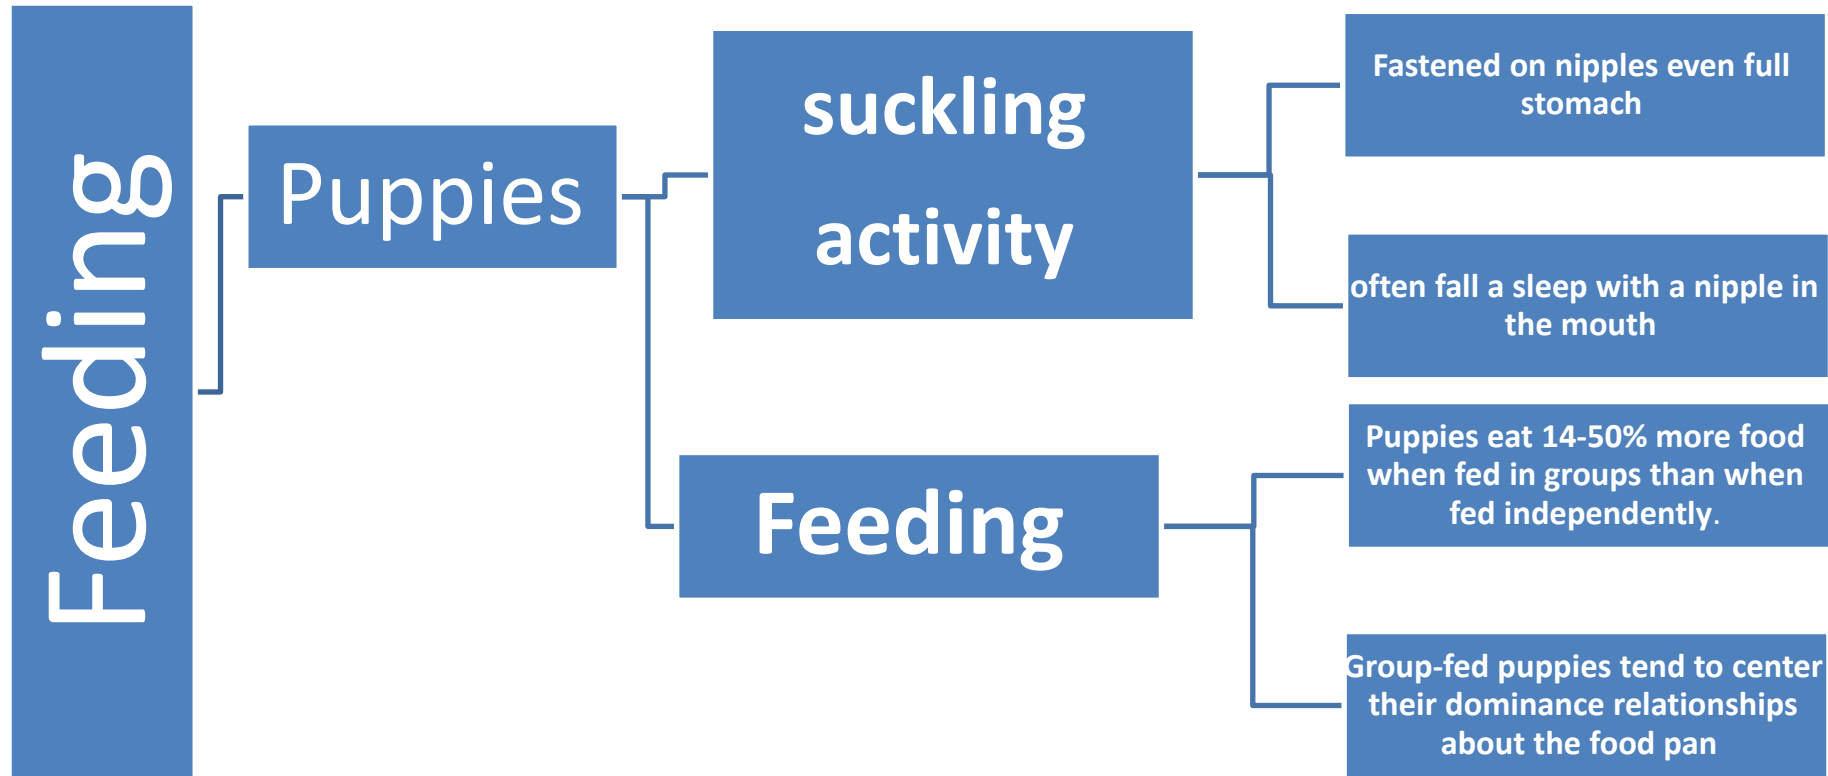 Feeding
Puppies
suckling
activity
Fastened on nipples even full
stomach
often fall a sleep with a nipple in
the mouth
Feeding
Puppies eat 14-50% more food
when fed in groups than when
fed independently.
Group-fed puppies tend to center
their dominance relationships
about the food pan